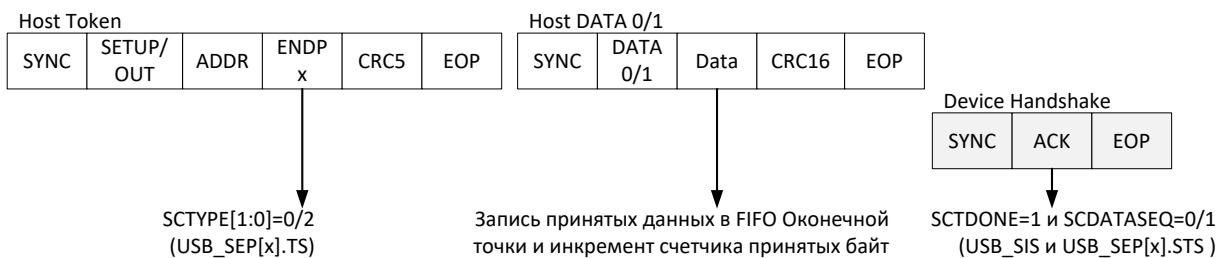 Host Token
SYNC
SETUP/
OUT
ADDR
ENDP
x
CRC5
EOP
Host DATA 0/1
SYNC
DATA
0/1
Data
CRC16
EOP
Device Handshake
SYNC
ACK
EOP
SCTYPE[1:0]=0/2
(USB_SEP[x].TS)
Запись принятых данных в FIFO Оконечной
точки и инкремент счетчика принятых байт
SCTDONE=1 и SCDATASEQ=0/1
(USB_SIS и USB_SEP[x].STS )